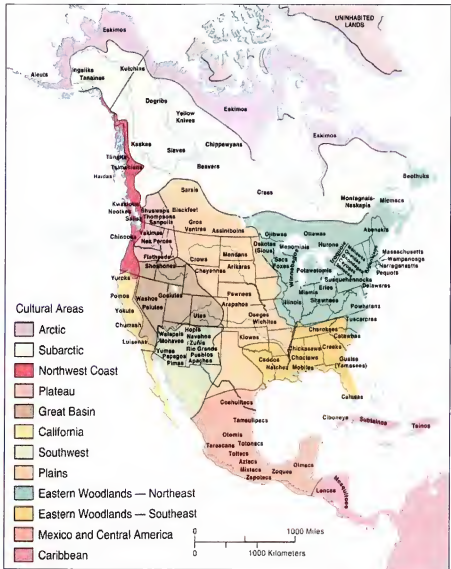 UNINHABITED
LANDS
Eskimos
Aleuts
Ingaliks
Tanainas
Kutchins
Dogribs
Yellow
Knives
Eskimos
Kaskas
Slaves
Chippewyans
Eskimos
Beavers
Tlingits
Tsimshians
Haidas
Beothuks
Sarsis
Crees
Montagnais-
Naskapis
Micmacs
Kwakiutls
Nootkas
Salish
Shuswaps
Thompsons
Sanpoils
Blackfeet
Gros
Ventres
Assiniboins
Ojibwas
Ottawas
Abenakis
Chinooks
Yakimas
Nez Perces
Flatheads
Crows
Mandans
Dakotas
(Sioux)
Menominis
Hurons
Massachusetts
Wampanoags
Narragansetts
Pequots
Arikaras
Sacs
Foxes
Winnebagos
Potawatomis
Susquehannocks
Yuroks
Shoshones
Cheyennes
Eries
Delawares
Pomos
Washos
Gosiutes
Paiutes
Pawnees
Arapahos
Miamis
Illinois
Shawnees
Powhatans
Yokuts
Utes
Osages
Wichitas
Tuscaroras
Chumash
Luisenos
Walapais
Mohaves
Hopis
Navahos
Zuñis
Rio Grande
Pueblos
Apaches
Yumas
Papagos
Pimas
Kiowas
Cherokees
Catawbas
Chickasaws
Creeks
Caddos
Choctaws
Natchez
Mobiles
Guales
(Yamasees)
Calusas
Coahuiltecs
Ciboneys
Subtainos
Tainos
Tamaulipecs
Otomis
Tarascans
Totonacs
Toltecs
Aztecs
Mixtecs
Zapotecs
Zoques
Olmecs
Lencas
Mosquitoes
Cultural Areas
Arctic
Subarctic
Northwest Coast
Plateau
Great Basin
California
Southwest
Plains
Eastern Woodlands — Northeast
Eastern Woodlands — Southeast
Mexico and Central America
Caribbean
0
1000 Miles
0
1000 Kilometers